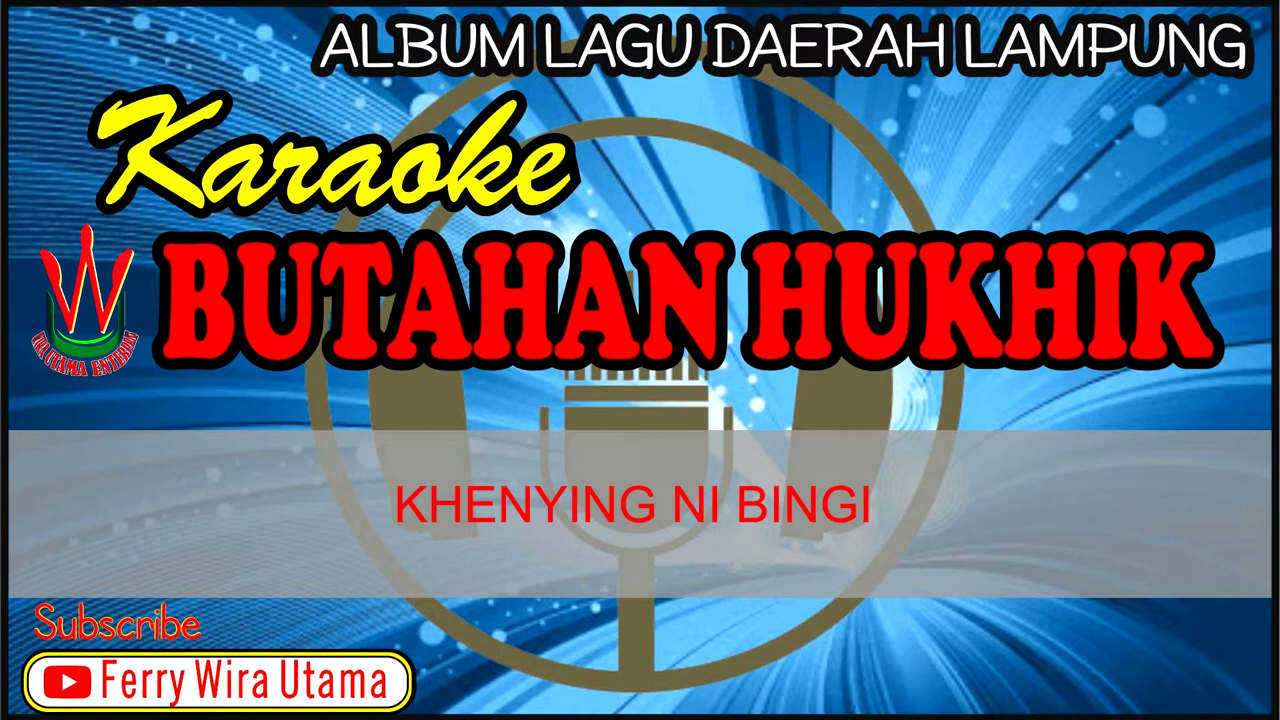 ALBUM LAGU DAERAH LAMPUNG
Karaoke
BUTAHAN HUKHIK
KHENYING NI BINGI
Subscribe
Ferry Wira Utama